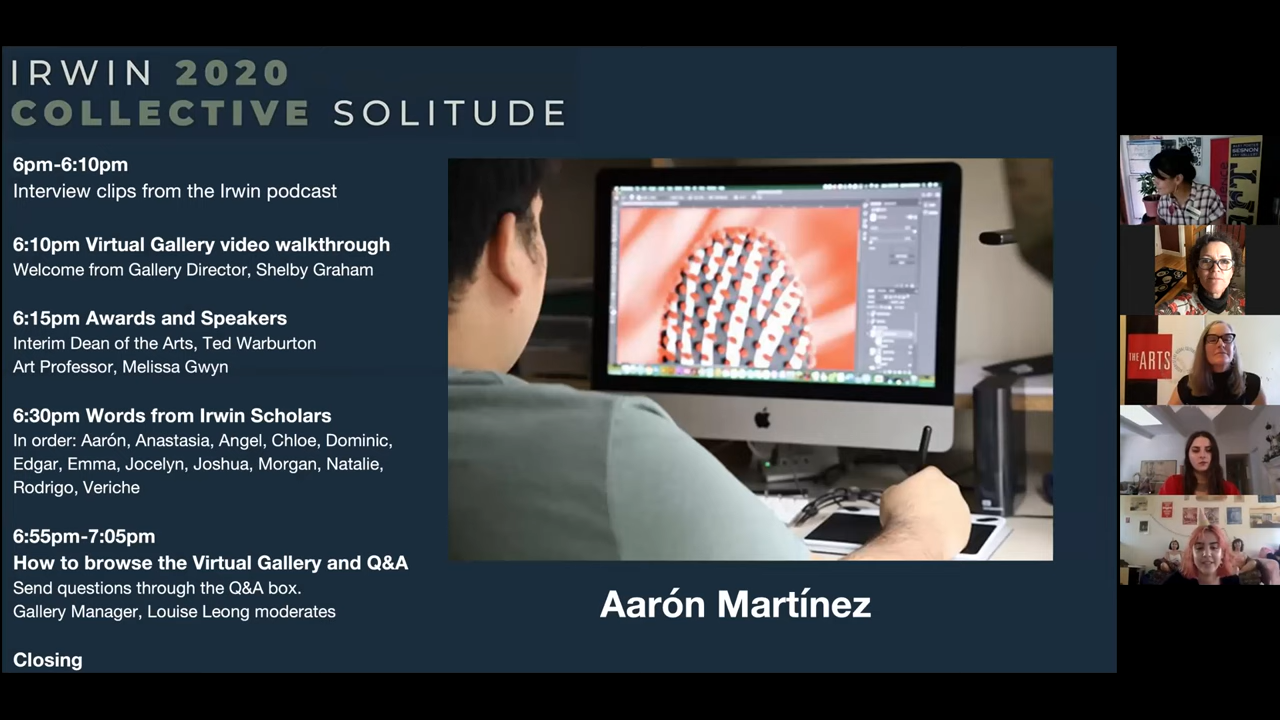 IRWIN 2020
COLLECTIVE SOLITUDE
6pm-6:10pm
Interview clips from the Irwin podcast
6:10pm Virtual Gallery video walkthrough
Welcome from Gallery Director, Shelby Graham
6:15pm Awards and Speakers
Interim Dean of the Arts, Ted Warburton
Art Professor, Melissa Gwyn
6:30pm Words from Irwin Scholars
In order: Aarón, Anastasia, Angel, Chloe, Dominic,
Edgar, Emma, Jocelyn, Joshua, Morgan, Natalie,
Rodrigo, Veriche
6:55pm-7:05pm
How to browse the Virtual Gallery and Q&A
Send questions through the Q&A box.
Gallery Manager, Louise Leong moderates
Closing
Aarón Martínez
SESNON
THE ARTS